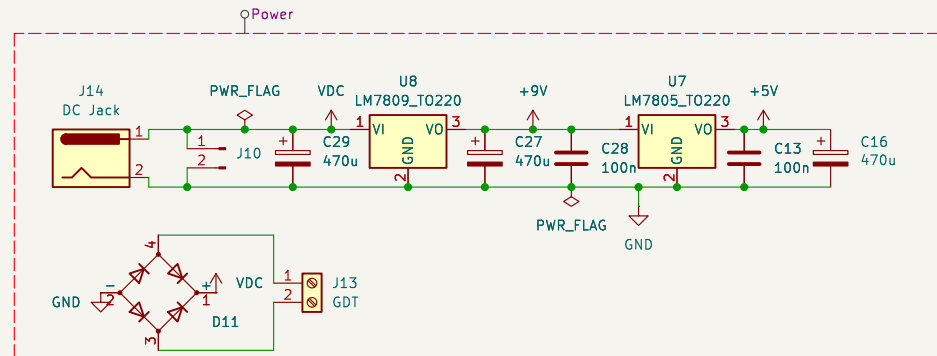 Power
J14
DC Jack
1
2
PWR_FLAG
1
2
J10
VDC
+
C29
470u
U8
LM7809_TO220
1
VI
VO
3
GND
2
+
C27
470u
+9V
C28
100n
PWR_FLAG
U7
LM7805_TO220
1
VI
VO
3
GND
2
GND
+5V
C13
100n
+
C16
470u
4
GND
-
2
+
1
VDC
D11
3
1
2
J13
GDT